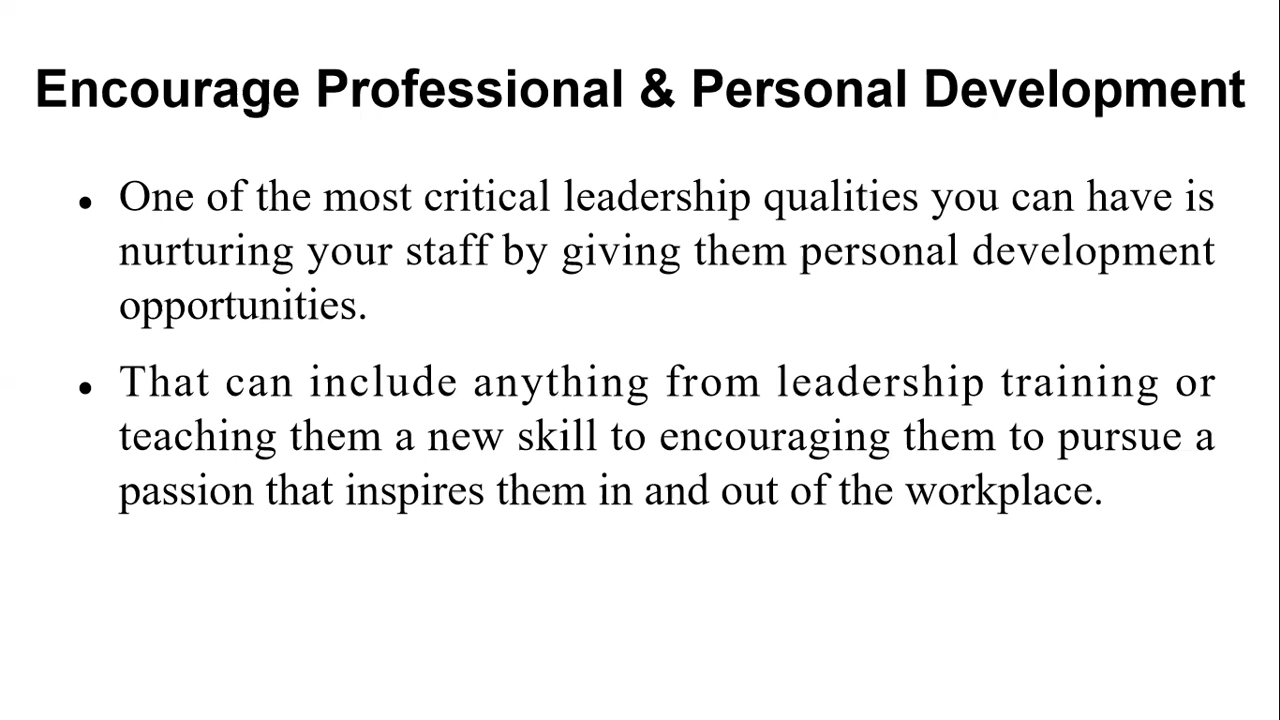 Encourage Professional & Personal Development
• One of the most critical leadership qualities you can have is
nurturing your staff by giving them personal development
opportunities.
• That can include anything from leadership training or
teaching them a new skill to encouraging them to pursue a
passion that inspires them in and out of the workplace.